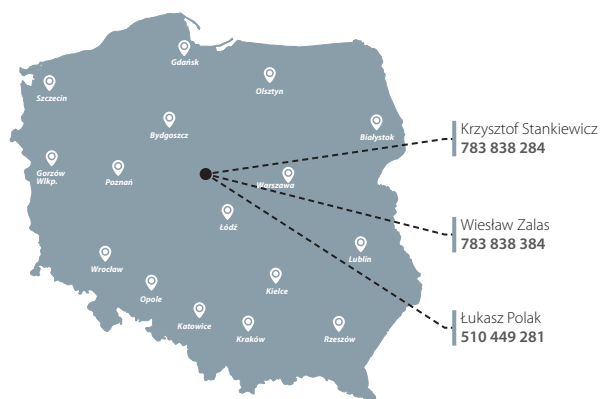 Gdańsk
Olsztyn
Szczecin
Bydgoszcz
Białystok
Krzysztof Stankiewicz
783 838 284
Gorzów
Wlkp.
Poznań
Warszawa
Łódź
Wiesław Zalas
783 838 384
Wrocław
Lublin
Opole
Kielce
Katowice
Kraków
Rzeszów
Łukasz Polak
510 449 281